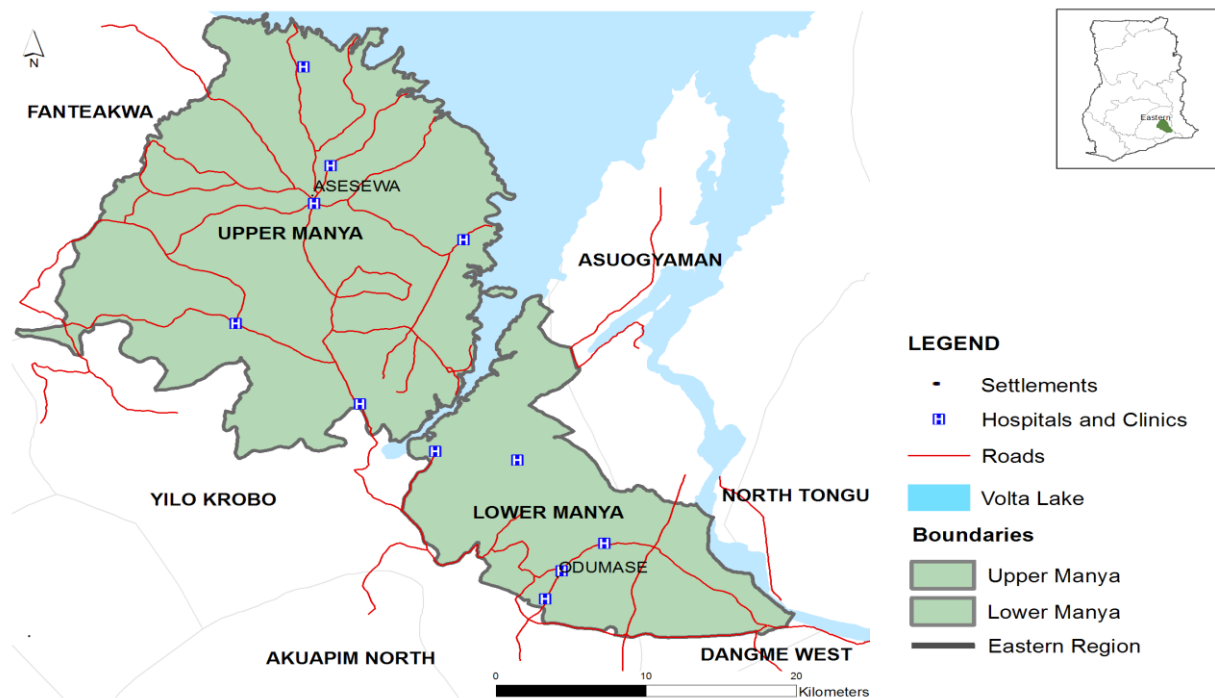 N
FANTEAKWA
Eastern
ASESEWA
UPPER MANYA
ASUOGYAMAN
LEGEND
Settlements
H Hospitals and Clinics
Roads
Volta Lake
Boundaries
Upper Manya
Lower Manya
Eastern Region
YILO KROBO
NORTH TONGU
LOWER MANYA
ODUMASE
AKUAPIM NORTH
DANGME WEST
0 10 20
Kilometers
H
H
H
H
H
H
H
H
H
H
H